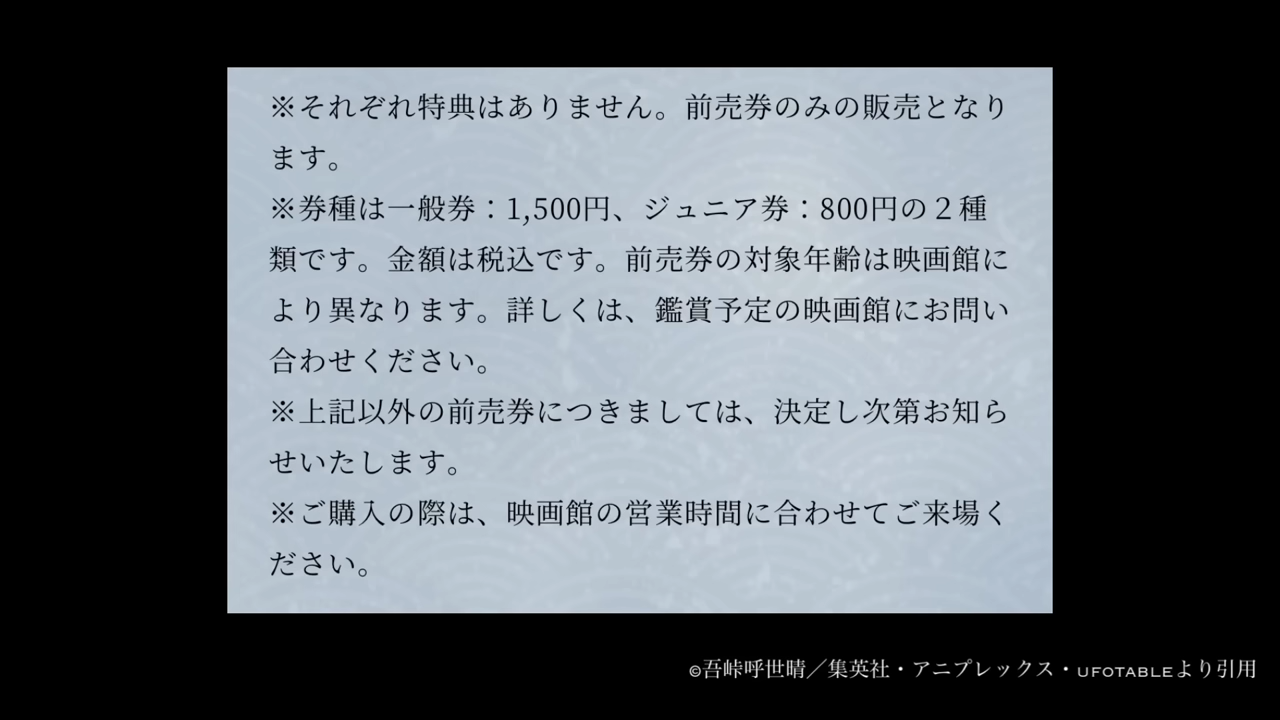 ※それぞれ特典はありません。前売券のみの販売となり
ます。
※券種は一般券：1,500円、ジュニア券：800円の２種
類です。金額は税込です。前売券の対象年齢は映画館に
より異なります。詳しくは、鑑賞予定の映画館にお問い
合わせください。
※上記以外の前売券につきましては、決定し次第お知ら
せいたします。
※ご購入の際は、映画館の営業時間に合わせてご来場く
ださい。
©吾峠呼世晴／集英社・アニプレックス・UFOTABLEより引用